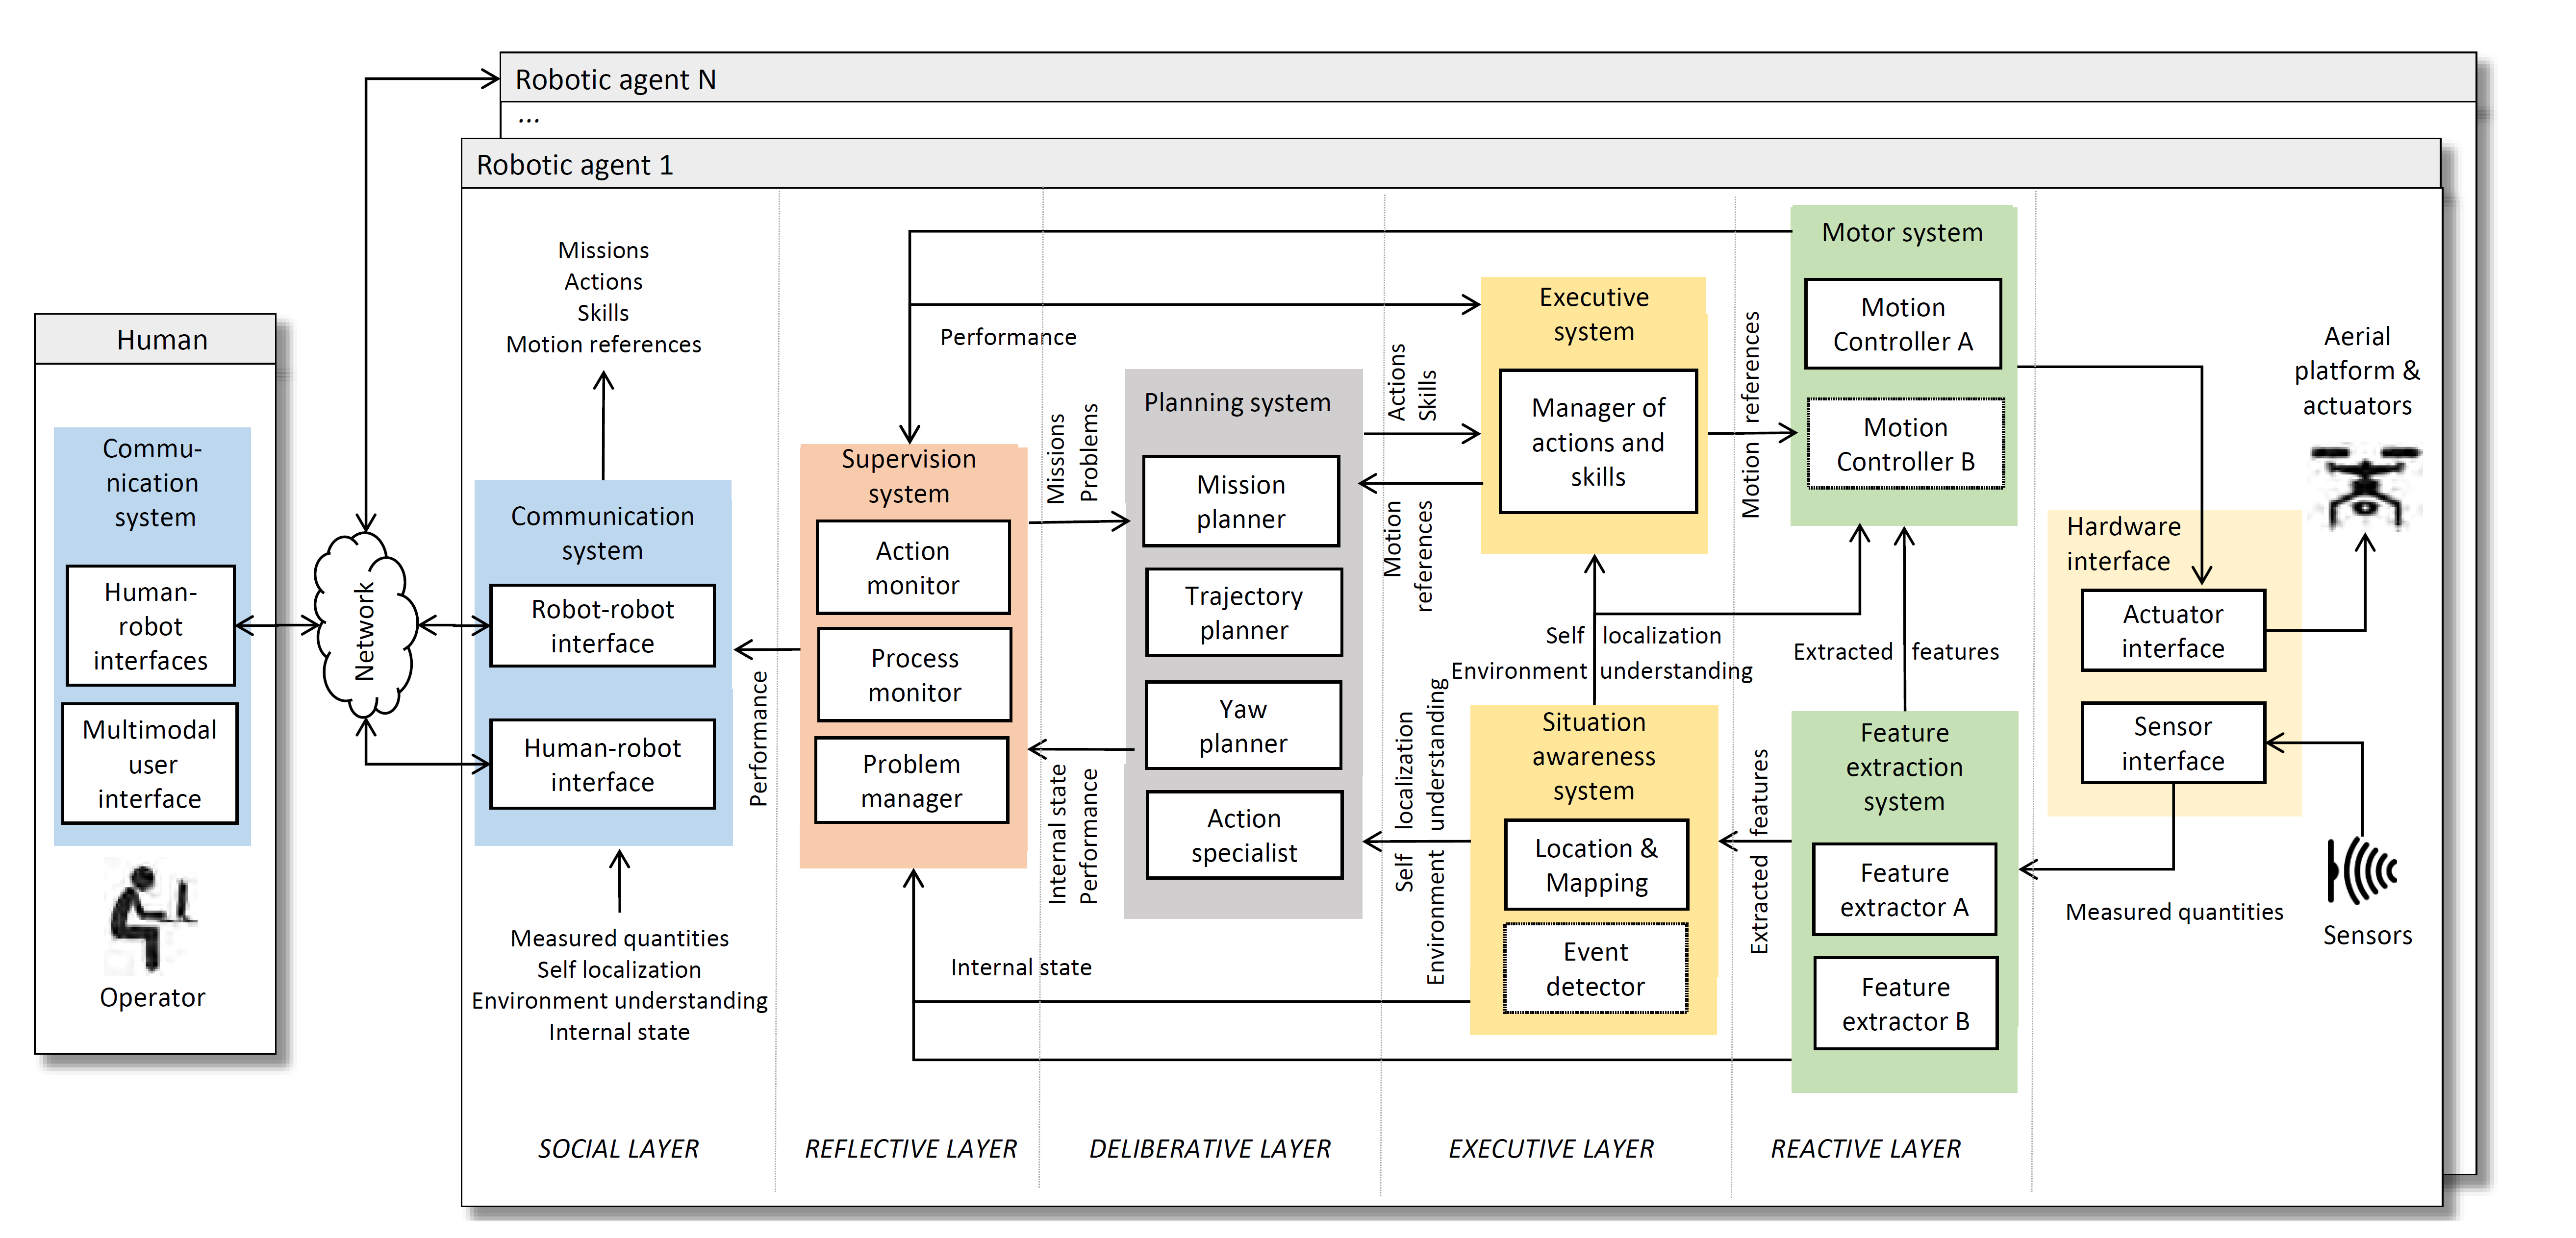 Robotic agent N
...
Robotic agent 1
Human
Commu-
nication
system
Human-
robot
interfaces
Multimodal
user
interface
Operator
Network
Missions
Actions
Skills
Motion references
Communication
system
Robot-robot
interface
Human-robot
interface
Measured quantities
Self localization
Environment understanding
Internal state
SOCIAL LAYER
Performance
Performance
Supervision
system
Action
monitor
Process
monitor
Problem
manager
Internal state
REFLECTIVE LAYER
Missions
Problems
Internal state
Performance
Planning system
Mission
planner
Trajectory
planner
Yaw
planner
Action
specialist
DELIBERATIVE LAYER
Actions
Skills
Motion references
Self localization
Environment understanding
Executive
system
Manager of
actions and
skills
Self localization
Environment understanding
Situation
awareness
system
Location &
Mapping
Event
detector
EXECUTIVE LAYER
Motion references
Extracted features
Motor system
Motion
Controller A
Motion
Controller B
Extracted features
Feature
extraction
system
Feature
extractor A
Feature
extractor B
REACTIVE LAYER
Aerial
platform &
actuators
Hardware
interface
Actuator
interface
Sensor
interface
Measured quantities
Sensors